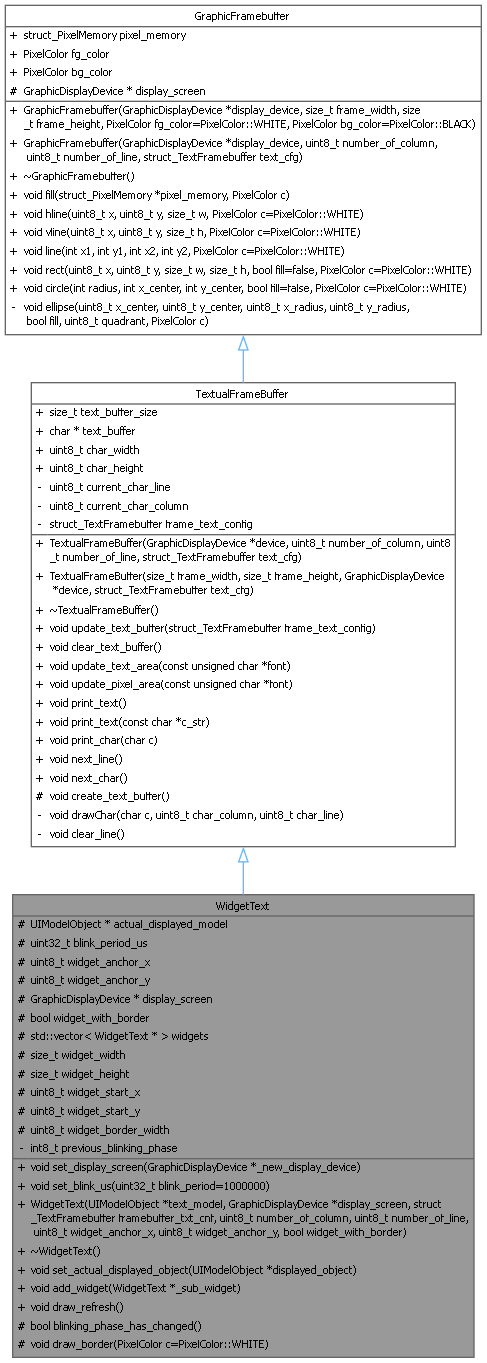 GraphicFramebuffer
+ struct_PixelMemory pixel_memory
+ PixelColor fg_color
+ PixelColor bg_color
# GraphicDisplayDevice * display_screen
+ GraphicFramebuffer(GraphicDisplayDevice *display_device, size_t frame_width, size
_t frame_height, PixelColor fg_color=PixelColor::WHITE, PixelColor bg_color=PixelColor::BLACK)
+ GraphicFramebuffer(GraphicDisplayDevice *display_device, uint8_t number_of_column,
uint8_t number_of_line, struct_TextFramebuffer text_cfg)
+ ~GraphicFramebuffer()
+ void fill(struct_PixelMemory *pixel_memory, PixelColor c)
+ void hline(uint8_t x, uint8_t y, size_t w, PixelColor c=PixelColor::WHITE)
+ void vline(uint8_t x, uint8_t y, size_t h, PixelColor c=PixelColor::WHITE)
+ void line(int x1, int y1, int x2, int y2, PixelColor c=PixelColor::WHITE)
+ void rect(uint8_t x, uint8_t y, size_t w, size_t h, bool fill=false, PixelColor c=PixelColor::WHITE)
+ void circle(int radius, int x_center, int y_center, bool fill=false, PixelColor c=PixelColor::WHITE)
- void ellipse(uint8_t x_center, uint8_t y_center, uint8_t x_radius, uint8_t y_radius,
bool fill, uint8_t quadrant, PixelColor c)
TextualFrameBuffer
+ size_t text_buffer_size
+ char * text_buffer
+ uint8_t char_width
+ uint8_t char_height
- uint8_t current_char_line
- uint8_t current_char_column
- struct_TextFramebuffer frame_text_config
+ TextualFrameBuffer(GraphicDisplayDevice *device, uint8_t number_of_column, uint8
_t number_of_line, struct_TextFramebuffer text_cfg)
+ TextualFrameBuffer(size_t frame_width, size_t frame_height, GraphicDisplayDevice
*device, struct_TextFramebuffer text_cfg)
+ ~TextualFrameBuffer()
+ void update_text_buffer(struct_TextFramebuffer frame_text_config)
+ void clear_text_buffer()
+ void update_text_area(const unsigned char *font)
+ void update_pixel_area(const unsigned char *font)
+ void print_text()
+ void print_text(const char *c_str)
+ void print_char(char c)
+ void next_line()
+ void next_char()
# void create_text_buffer()
- void drawChar(char c, uint8_t char_column, uint8_t char_line)
- void clear_line()
WidgetText
# UIModelObject * actual_displayed_model
# uint32_t blink_period_us
# uint8_t widget_anchor_x
# uint8_t widget_anchor_y
# GraphicDisplayDevice * display_screen
# bool widget_with_border
# std::vector< WidgetText * > widgets
# size_t widget_width
# size_t widget_height
# uint8_t widget_start_x
# uint8_t widget_start_y
# uint8_t widget_border_width
- int8_t previous_blinking_phase
+ void set_display_screen(GraphicDisplayDevice *_new_display_device)
+ void set_blink_us(uint32_t blink_period=1000000)
+ WidgetText(UIModelObject *text_model, GraphicDisplayDevice *display_screen, struct
_TextFramebuffer framebuffer_txt_cnf, uint8_t number_of_column, uint8_t number_of_line,
uint8_t widget_anchor_x, uint8_t widget_anchor_y, bool widget_with_border)
+ ~WidgetText()
+ void set_actual_displayed_object(UIModelObject *displayed_object)
+ void add_widget(WidgetText *_sub_widget)
+ void draw_refresh()
# bool blinking_phase_has_changed()
# void draw_border(PixelColor c=PixelColor::WHITE)